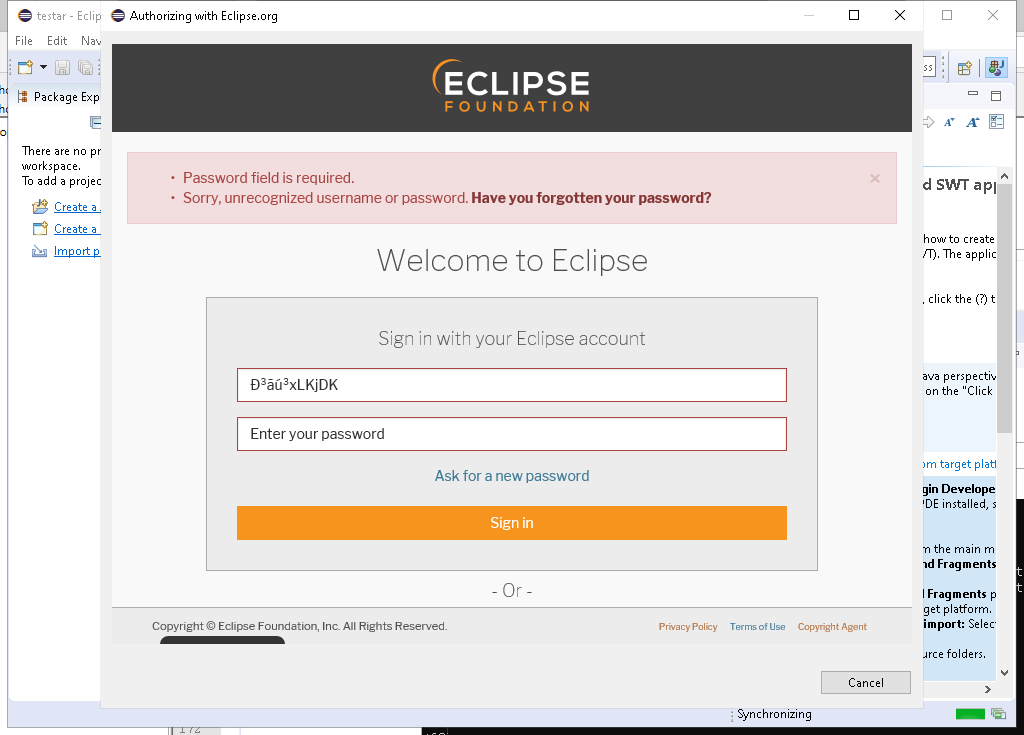 testar - Eclip
Authorizing with Eclipse.org
File Edit Nav
Package Exp
There are no pr
workspace.
To add a projec
Create a
Create a
Import p
ECLIPSE
FOUNDATION
• Password field is required.
• Sorry, unrecognized username or password. Have you forgotten your password?
×
Welcome to Eclipse
Sign in with your Eclipse account
Ð³ãú³xLKjDK
Enter your password
Ask for a new password
Sign in
- Or -
Copyright © Eclipse Foundation, Inc. All Rights Reserved.
Privacy Policy Terms of Use Copyright Agent
Cancel
ss
d SWT app
how to create
/T). The applic
, click the (?) t
ava perspectiv
on the "Click
om target platf
gin Develope
PDE installed, s
m the main m
nd Fragments
l Fragments p
get platform.
import: Selec
urce folders.
Synchronizing
172